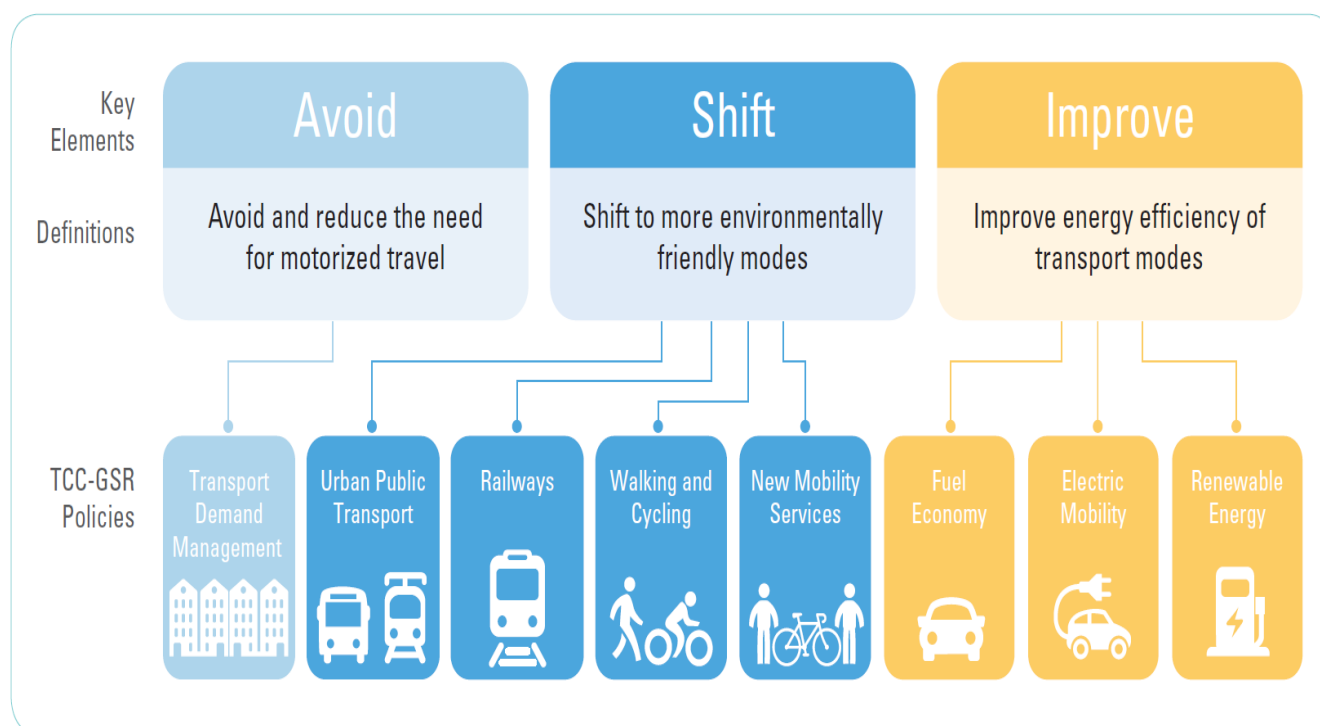 Key
Elements
Avoid
Shift
Improve
Definitions
Avoid and reduce the need
for motorized travel
Shift to more environmentally
friendly modes
Improve energy efficiency of
transport modes
TCC-GSR
Policies
Transport
Demand
Management
Urban Public
Transport
Railways
Walking and
Cycling
New Mobility
Services
Fuel
Economy
Electric
Mobility
Renewable
Energy